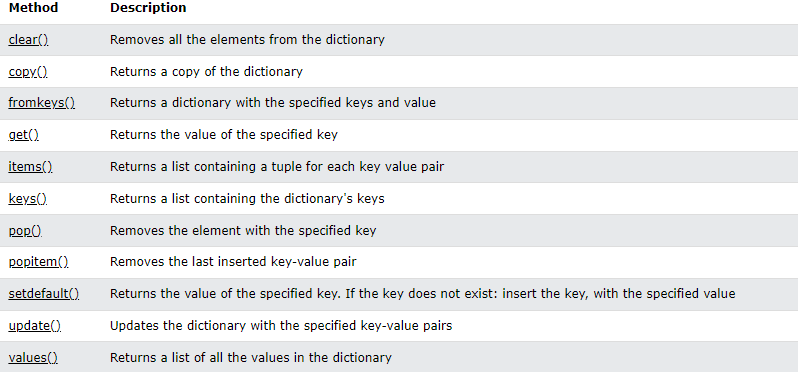 Method Description
clear() Removes all the elements from the dictionary
copy() Returns a copy of the dictionary
fromkeys() Returns a dictionary with the specified keys and value
get() Returns the value of the specified key
items() Returns a list containing a tuple for each key value pair
keys() Returns a list containing the dictionary's keys
pop() Removes the element with the specified key
popitem() Removes the last inserted key-value pair
setdefault() Returns the value of the specified key. If the key does not exist: insert the key, with the specified value
update() Updates the dictionary with the specified key-value pairs
values() Returns a list of all the values in the dictionary